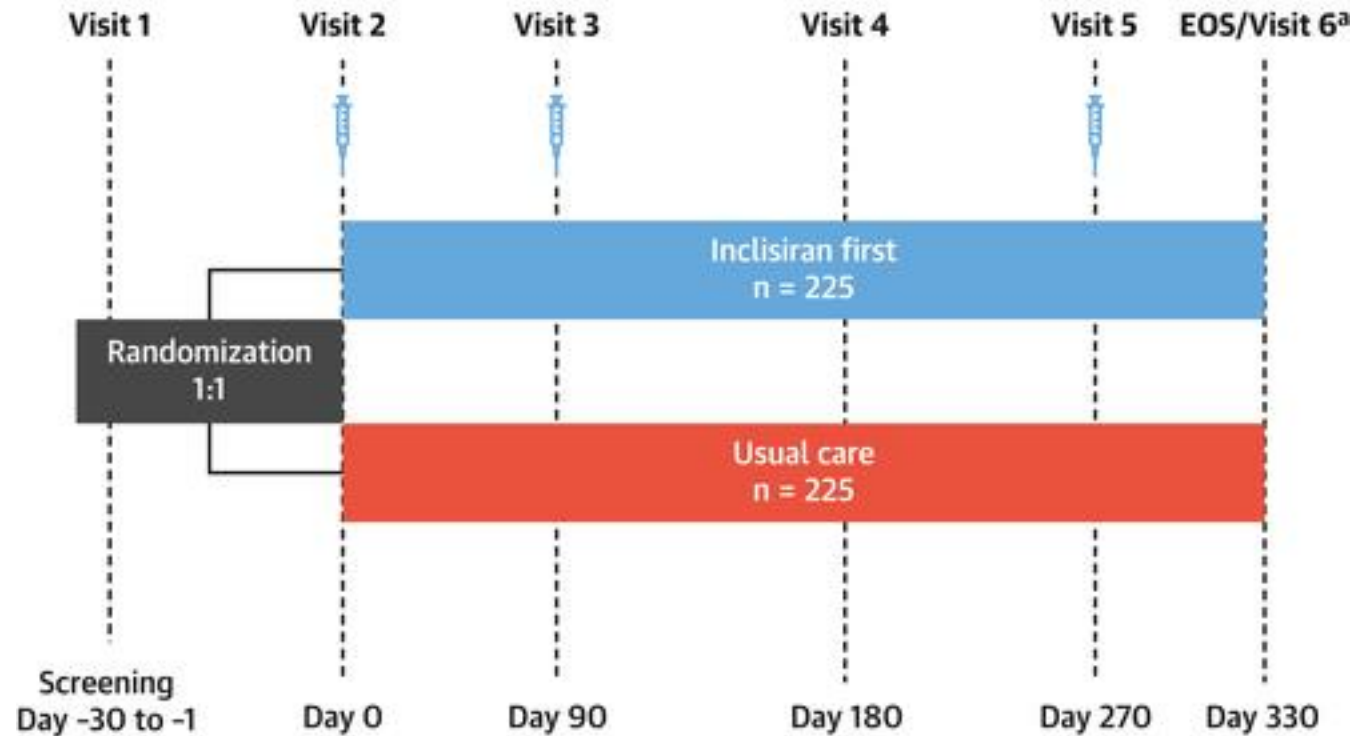 Visit 1
Visit 2
Visit 3
Visit 4
Visit 5
EOS/Visit 6ª
Inclisiran first
n = 225
Randomization
1:1
Usual care
n = 225
Screening
Day -30 to -1
Day 0
Day 90
Day 180
Day 270
Day 330